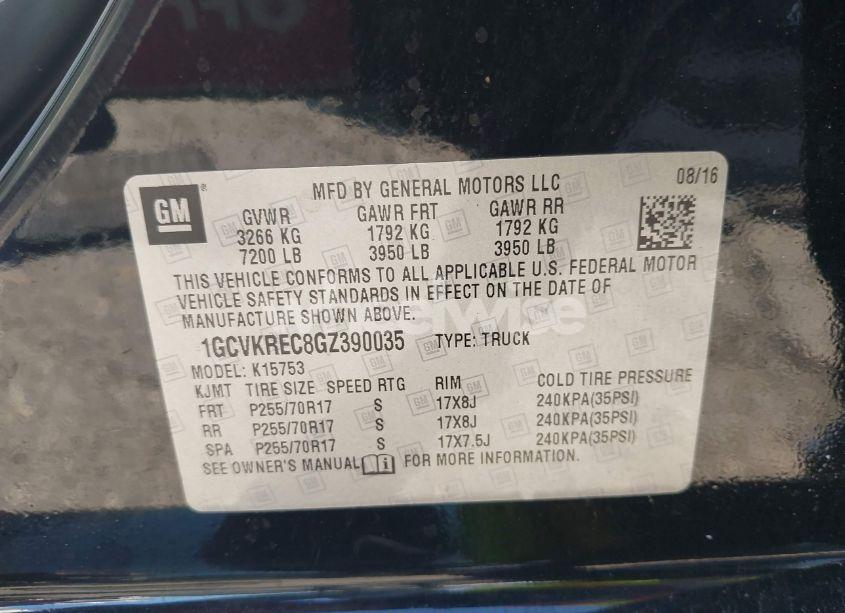 GM
MFD BY GENERAL MOTORS LLC 08/16
GVWR GAWR FRT GAWR RR
3266 KG 1792 KG 1792 KG
7200 LB 3950 LB 3950 LB
THIS VEHICLE CONFORMS TO ALL APPLICABLE U.S. FEDERAL MOTOR
VEHICLE SAFETY STANDARDS IN EFFECT ON THE DATE OF
MANUFACTURE SHOWN ABOVE.
1GCVKREC8GZ390035 TYPE: TRUCK
MODEL: K15753
KJMT TIRE SIZE SPEED RTG RIM COLD TIRE PRESSURE
FRT P255/70R17 S 17X8J 240KPA(35PSI)
RR P255/70R17 S 17X8J 240KPA(35PSI)
SPA P255/70R17 S 17X7.5J 240KPA(35PSI)
SEE OWNER'S MANUAL FOR MORE INFORMATION.